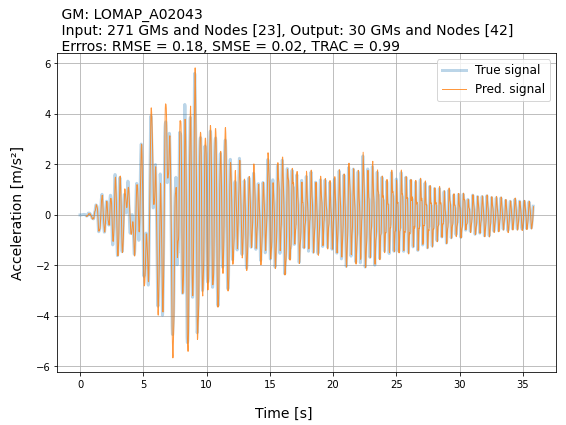 GM: LOMAP_A02043
Input: 271 GMs and Nodes [23], Output: 30 GMs and Nodes [42]
Errros: RMSE = 0.18, SMSE = 0.02, TRAC = 0.99
True signal
Pred. signal
Acceleration [m/s²]
6
4
2
0
−2
−4
−6
0 5 10 15 20 25 30 35
Time [s]